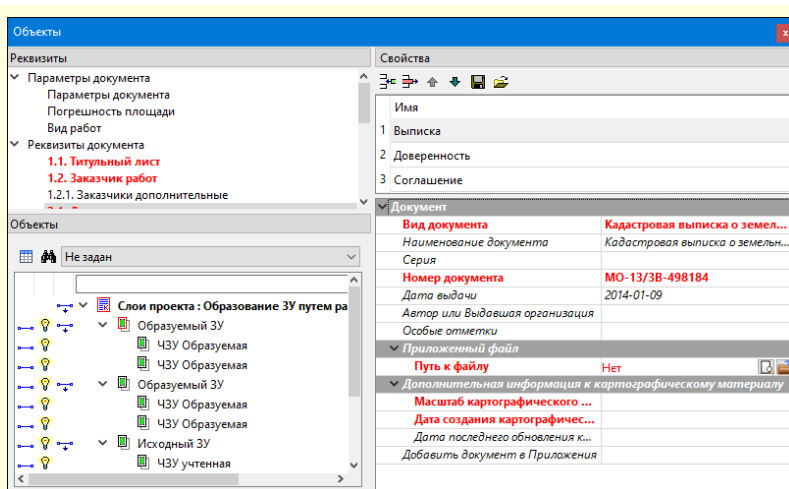 Объекты
x
Реквизиты
Параметры документа
Параметры документа
Погрешность площади
Вид работ
Реквизиты документа
1.1. Титульный лист
1.2. Заказчик работ
1.2.1. Заказчики дополнительные
Объекты
Не задан
Слои проекта : Образование ЗУ путем ра
Образуемый ЗУ
ЧЗУ Образуемая
ЧЗУ Образуемая
Образуемый ЗУ
ЧЗУ Образуемая
ЧЗУ Образуемая
Исходный ЗУ
ЧЗУ учтенная
Свойства
Имя
1 Выписка
2 Доверенность
3 Соглашение
Документ
Вид документа Кадастровая выписка о земел...
Наименование документа Кадастровая выписка о земельн...
Серия
Номер документа МО-13/ЗВ-498184
Дата выдачи 2014-01-09
Автор или Выдавшая организация
Особые отметки
Приложенный файл
Путь к файлу Нет
Дополнительная информация к картографическому материалу
Масштаб картографического ...
Дата создания картографичес...
Дата последнего обновления к...
Добавить документ в Приложения